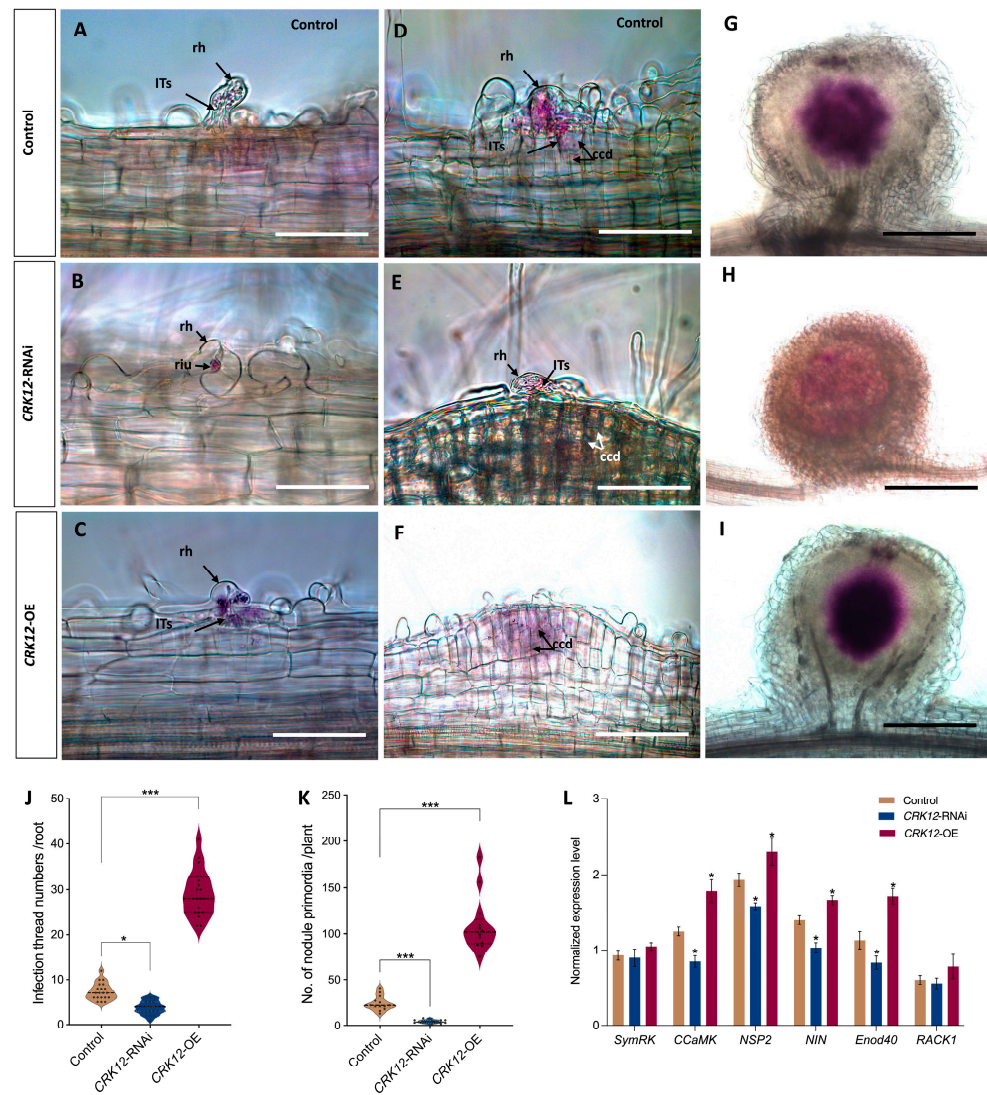 Control
CRK12-RNAi
CRK12-OE
A
Control
rh
ITs
D
Control
rh
ITs
ccd
G
B
rh
riu
E
rh
ITs
ccd
H
C
rh
ITs
F
ccd
I
J
Infection thread numbers /root
50
40
30
20
10
0
***
*
Control
CRK12-RNAi
CRK12-OE
K
No. of nodule primordia /plant
250
200
150
100
50
0
***
***
Control
CRK12-RNAi
CRK12-OE
L
Normalized expression level
3
2
1
0
Control
CRK12-RNAi
CRK12-OE
* * * * * * * *
SymRK CCaMK NSP2 NIN Enod40 RACK1